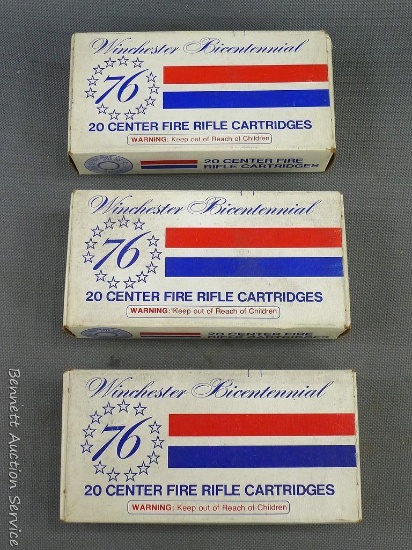 Winchester Bicentennial
76
20 CENTER FIRE RIFLE CARTRIDGES
WARNING: Keep out of Reach of Children
20 CENTER FIRE
RIFLE CARTRIDGES
Winchester Bicentennial
76
20 CENTER FIRE RIFLE CARTRIDGES
WARNING: Keep out of Reach of Children
20 CENTER FIRE
Winchester Bicentennial
76
20 CENTER FIRE RIFLE CARTRIDGES
WARNING: Keep out of Reach of Children
Bennett Auction Service